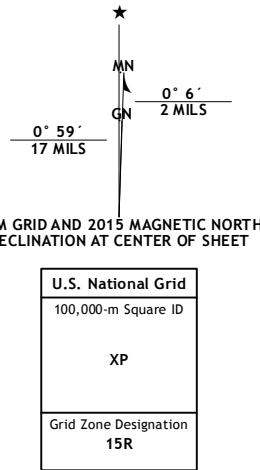 ★
MN
0° 6´
2 MILS
GN
0° 59´
17 MILS
M GRID AND 2015 MAGNETIC NORTH
ECLINATION AT CENTER OF SHEET
U.S. National Grid
100,000-m Square ID
XP
Grid Zone Designation
15R